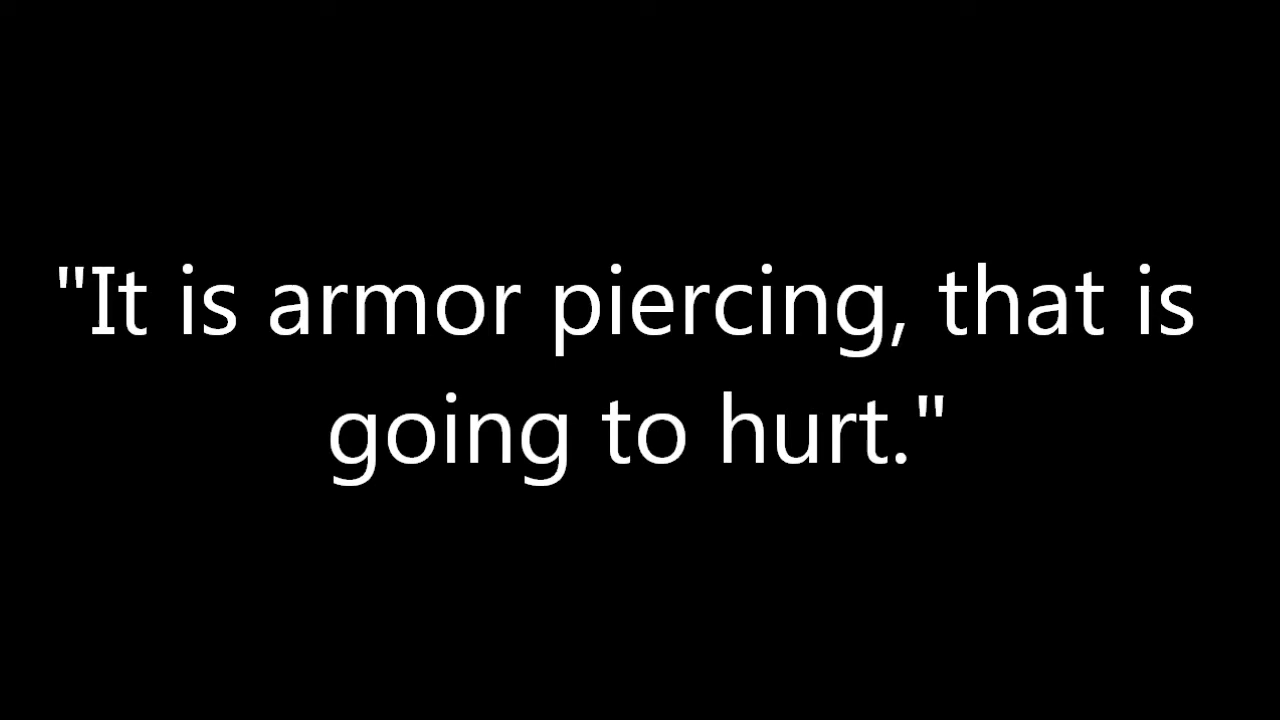 "It is armor piercing, that is
going to hurt."